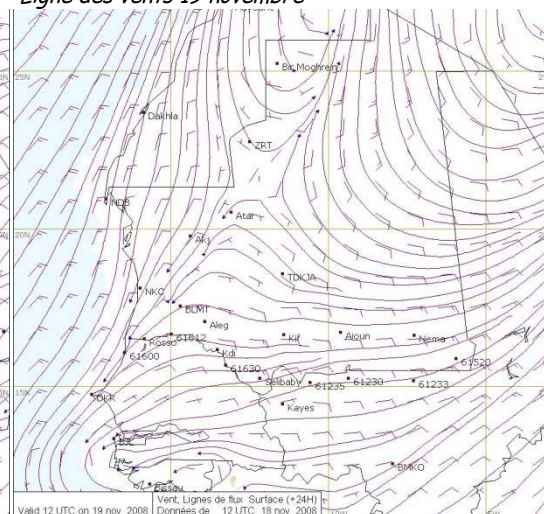 Ligne des vents 19 novembre
25N
Bir_Moghrein
Dakhla
ZRT
NDB
Atar
20N
Akj
TDKJA
NKC
BLMT
Aleg
61612
Rosso
Kif
Aioun
Nema
61600
Kdi
61520
61630
Selibaby
61235
61230
61233
15N
DKR
Kayes
BJL
BMKO
Bissau
Vent, Lignes de flux Surface (+24H)
Valid 12 UTC on 19 nov. 2008
Données de 12 UTC 18 nov. 2008